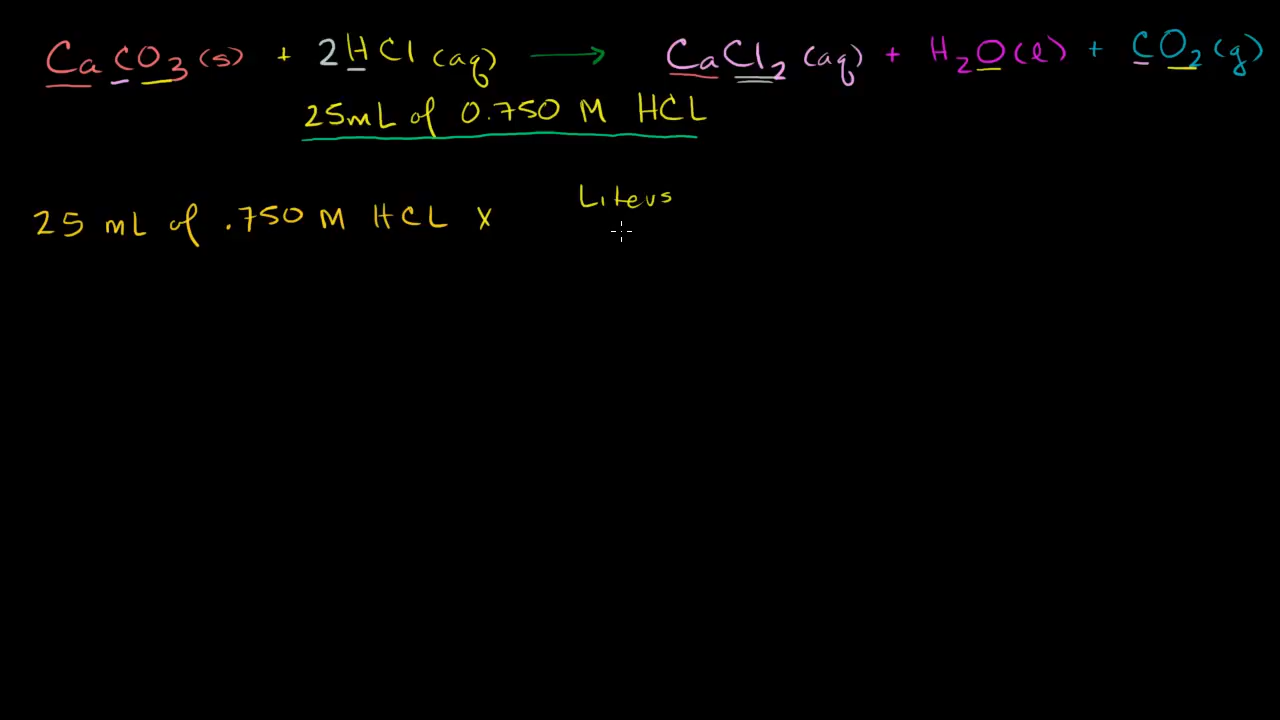 CaCO3(s) + 2HCl(aq) → CaCl2(aq) + H2O(l) + CO2(g)
25mL of 0.750 M HCL
Liters
25 mL of .750 M HCL x